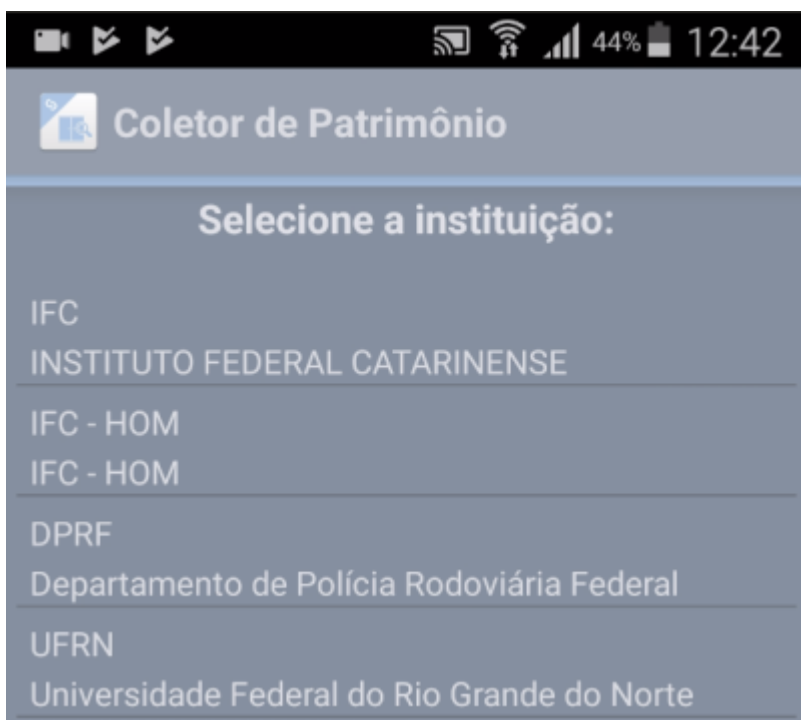 44% 12:42
Coletor de Patrimônio
Selecione a instituição:
IFC
INSTITUTO FEDERAL CATARINENSE
IFC - HOM
IFC - HOM
DPRF
Departamento de Polícia Rodoviária Federal
UFRN
Universidade Federal do Rio Grande do Norte